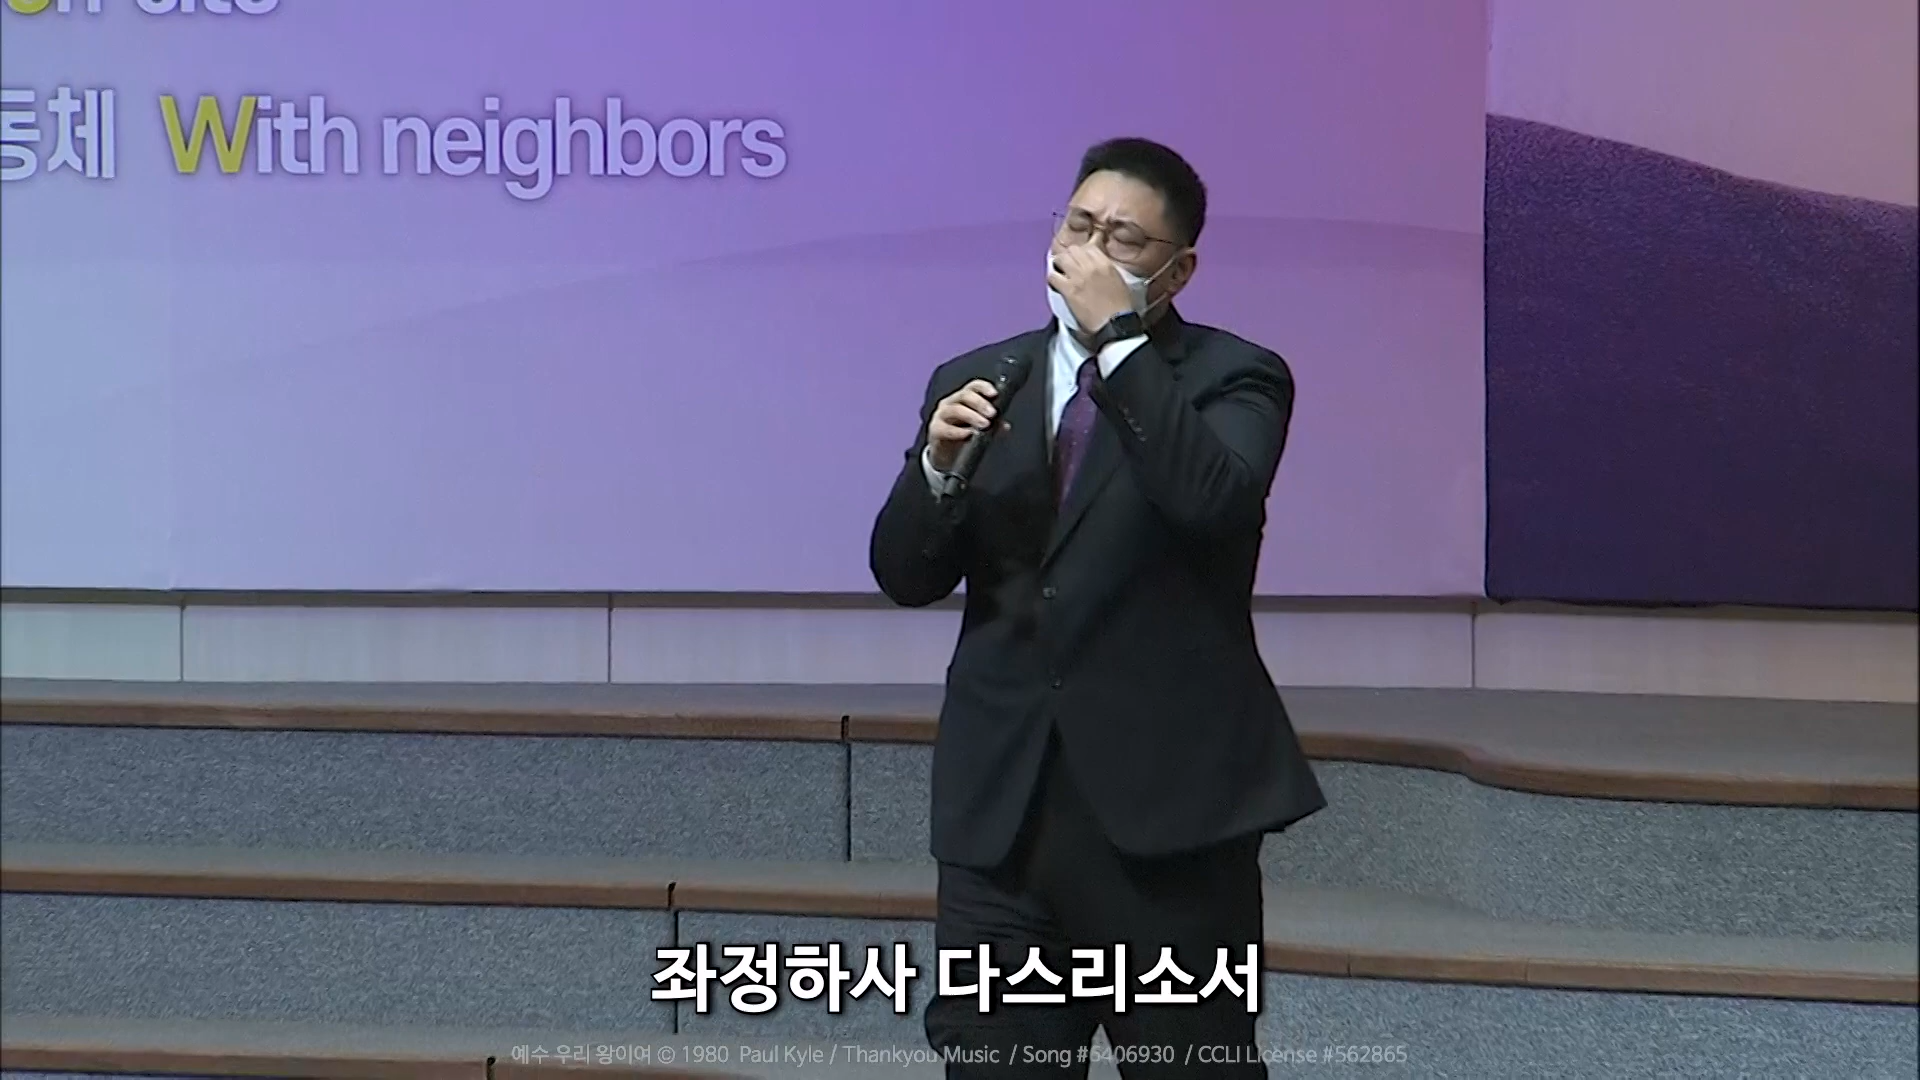 동체 With neighbors
좌정하사 다스리소서
예수 우리 왕이여 © 1980 Paul Kyle / Thankyou Music / Song #6406930 / CCLI License #562865